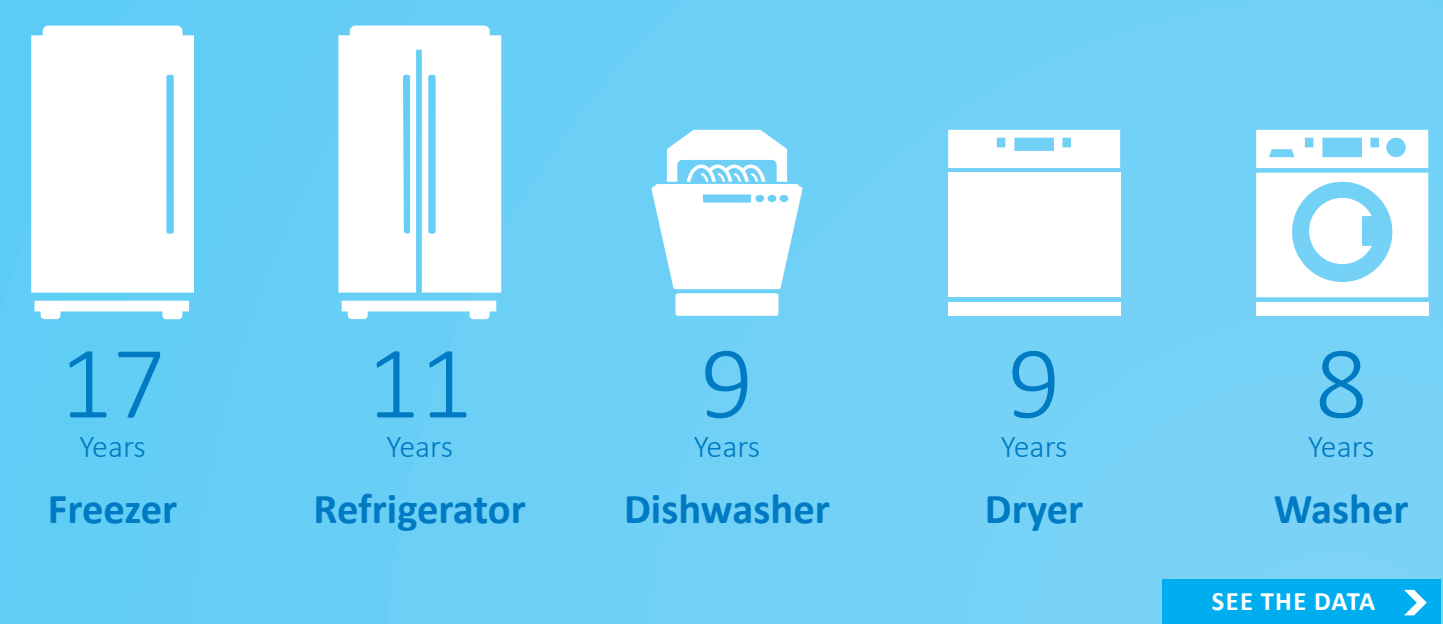 17
Years
Freezer
11
Years
Refrigerator
9
Years
Dishwasher
9
Years
Dryer
8
Years
Washer
SEE THE DATA